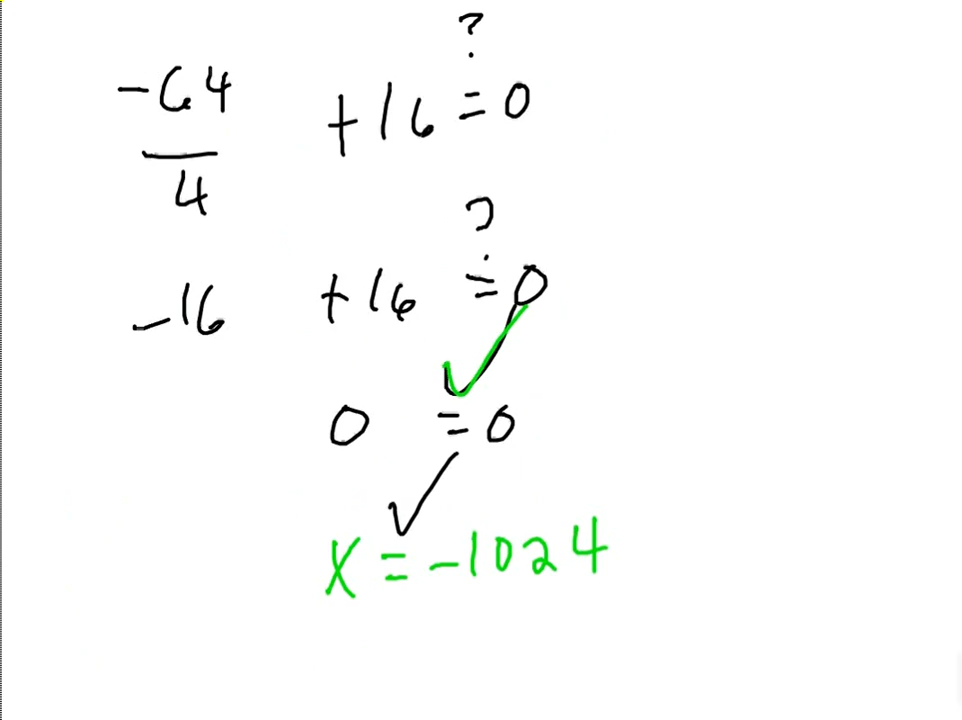 ?
-64 +16 = 0
4
?
-16 +16 = 0
0 = 0
x = -1024